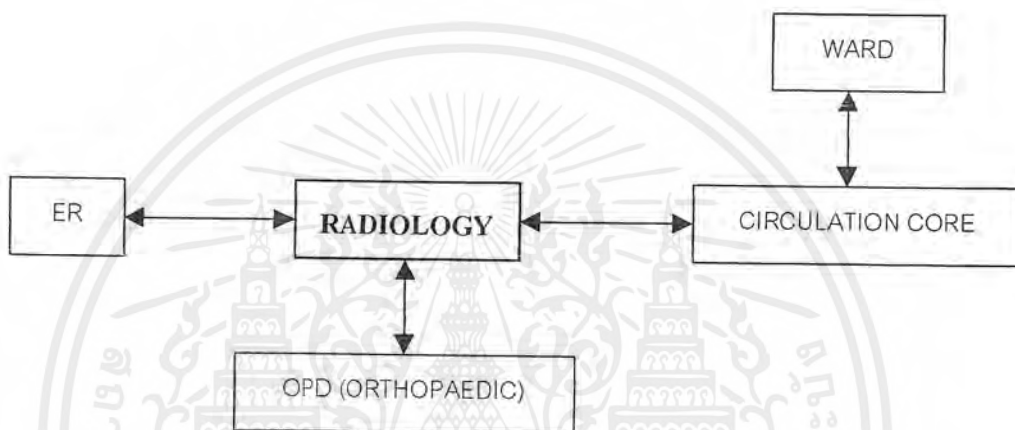 WARD
ER
RADIOLOGY
CIRCULATION CORE
OPD (ORTHOPAEDIC)